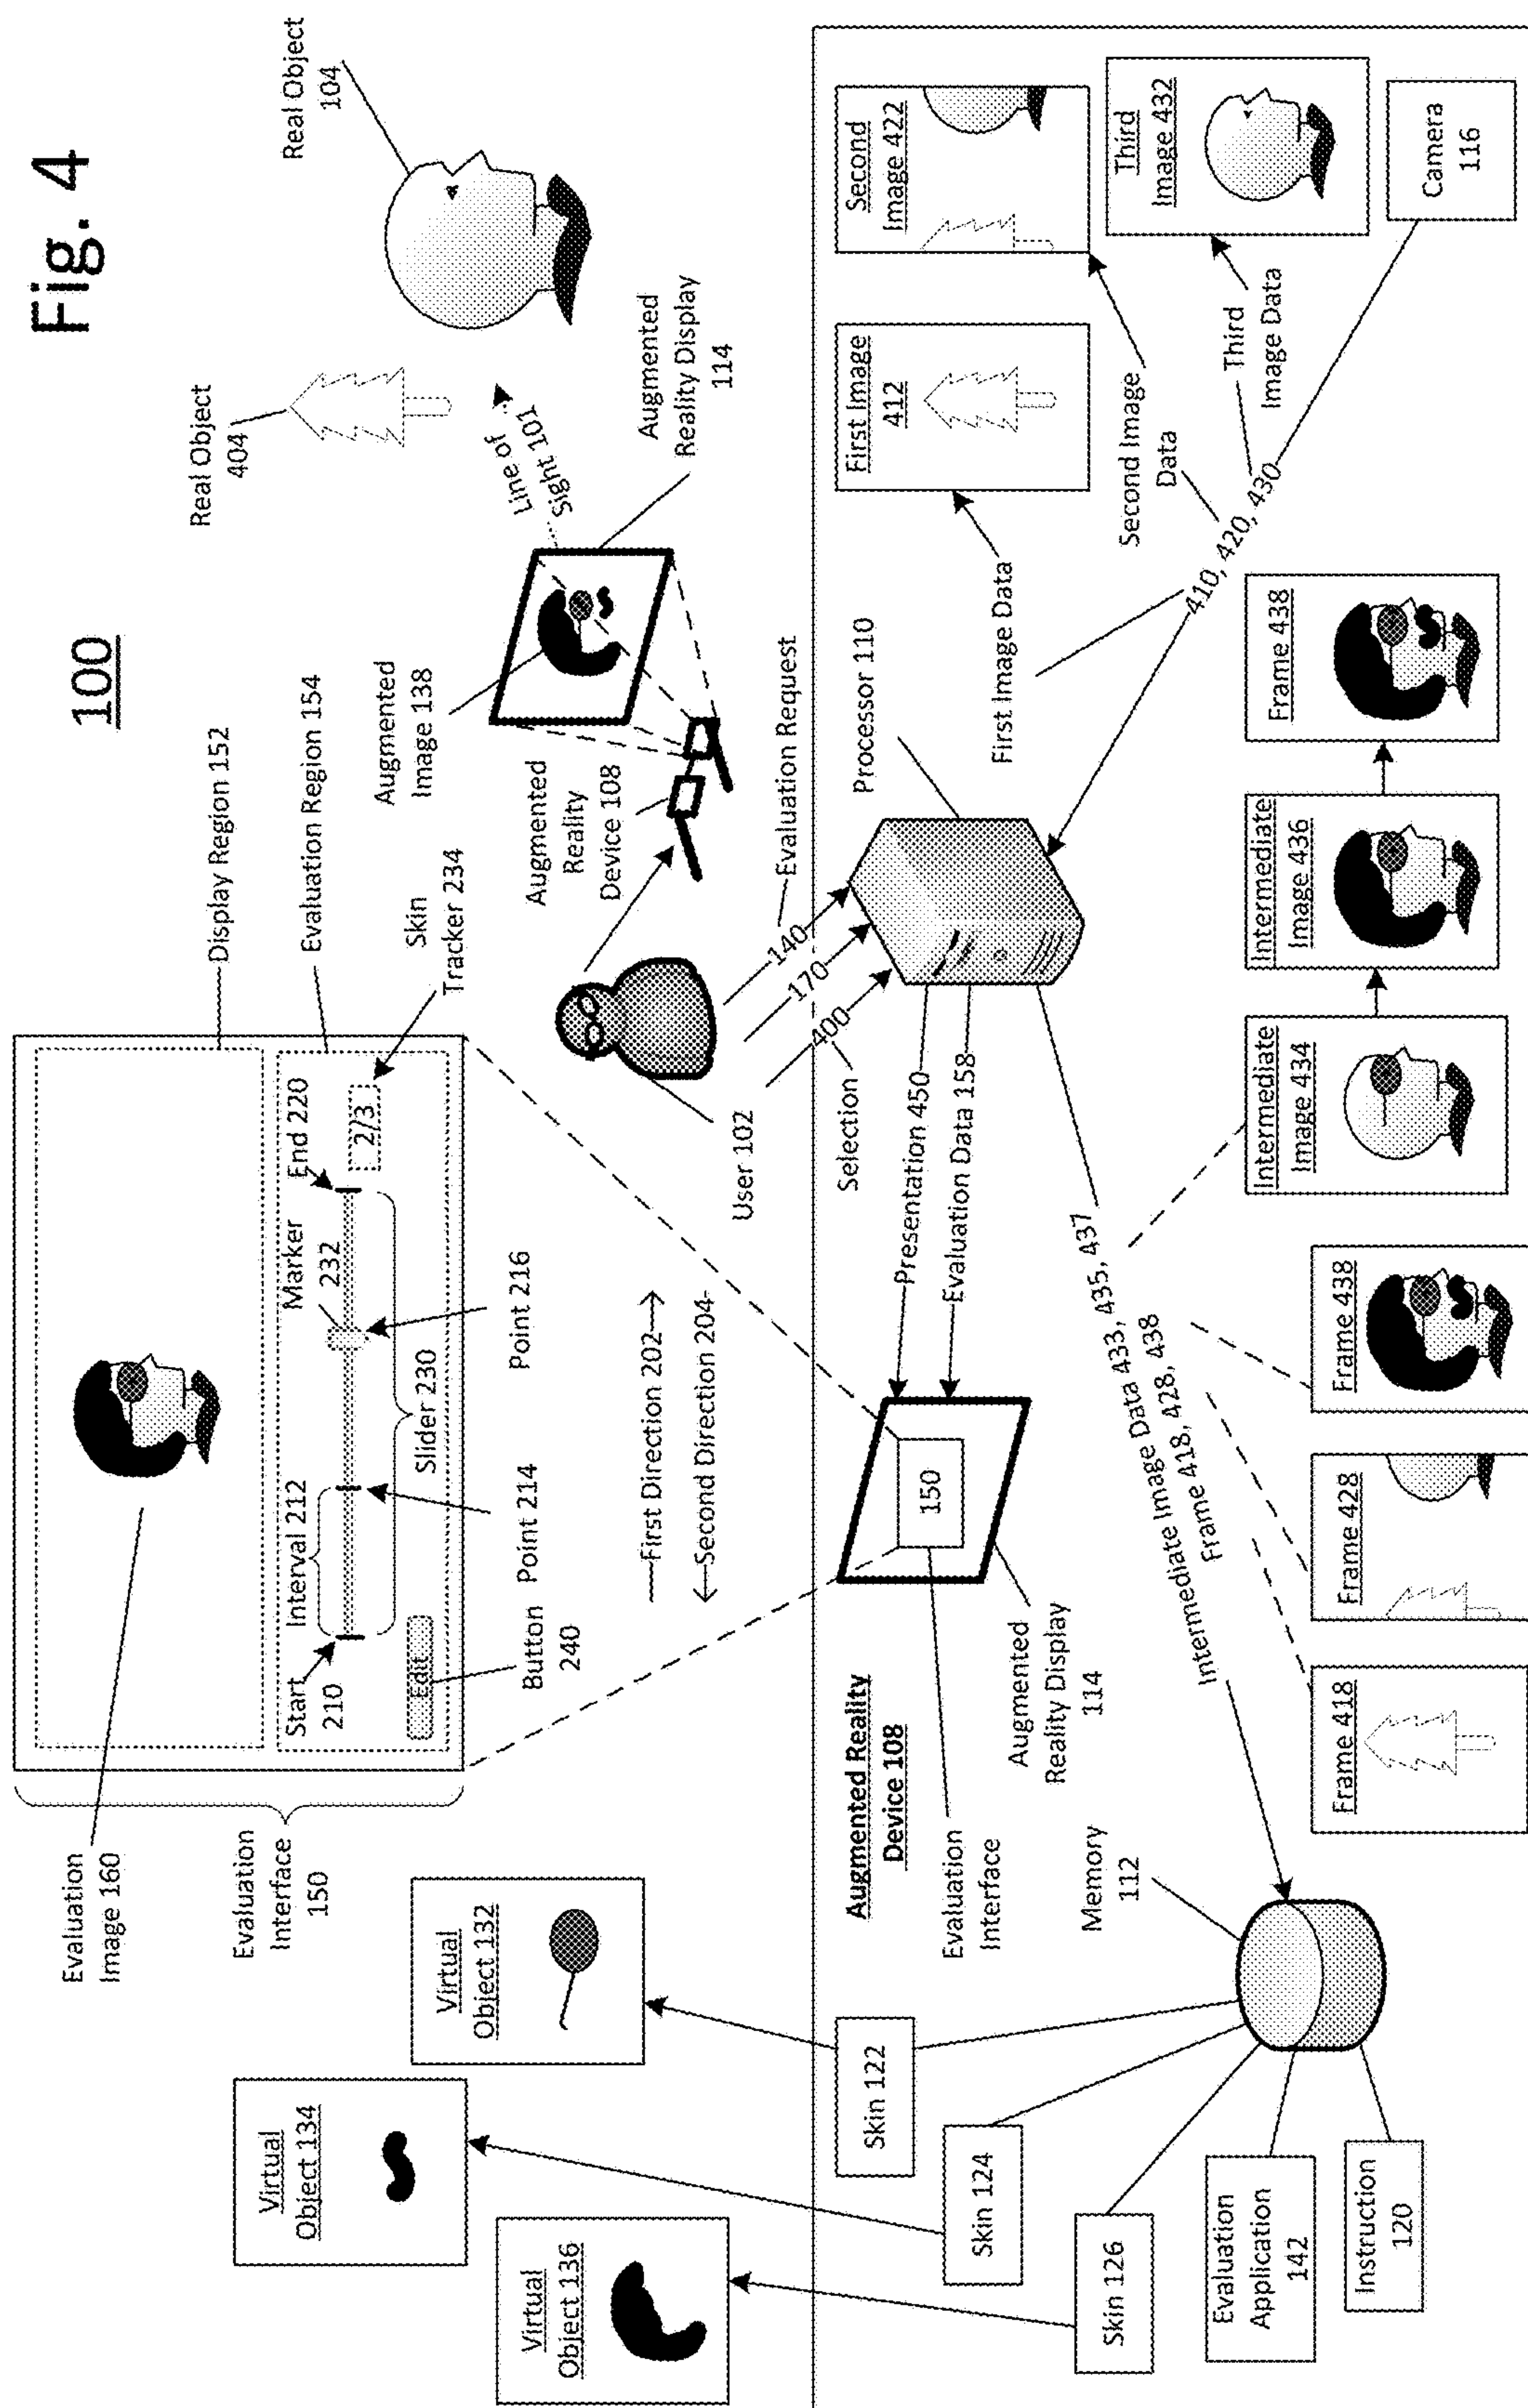 Fig. 4
100
Evaluation
Image 160
Evaluation
Interface
150
Display Region 152
Evaluation Region 154
Skin
Tracker 234
Start
210
Interval 212
Marker
232
End 220
2/3
Edit
Slider 230
Button
240
Point 214
Point 216
First Direction 202
Second Direction 204
Real Object
404
Real Object
104
Line of
Sight 101
Augmented
Reality Display
114
Augmented
Image 138
Augmented
Reality
Device 108
User 102
Evaluation Request
140
170
400
Selection
Processor 110
Virtual
Object 132
Virtual
Object 134
Virtual
Object 136
Augmented Reality
Device 108
Skin 122
Skin 124
Skin 126
Evaluation
Application
142
Instruction
120
Memory
112
Evaluation
Interface
150
Augmented
Reality Display
114
Presentation 450
Evaluation Data 158
Intermediate Image Data 433, 435, 437
Frame 418, 428, 438
Frame 418
Frame 428
Frame 438
Intermediate
Image 434
Intermediate
Image 436
Frame 438
First Image Data
First Image
412
Second Image
Data
Second
Image 422
Third
Image Data
Third
Image 432
410, 420, 430
Camera
116